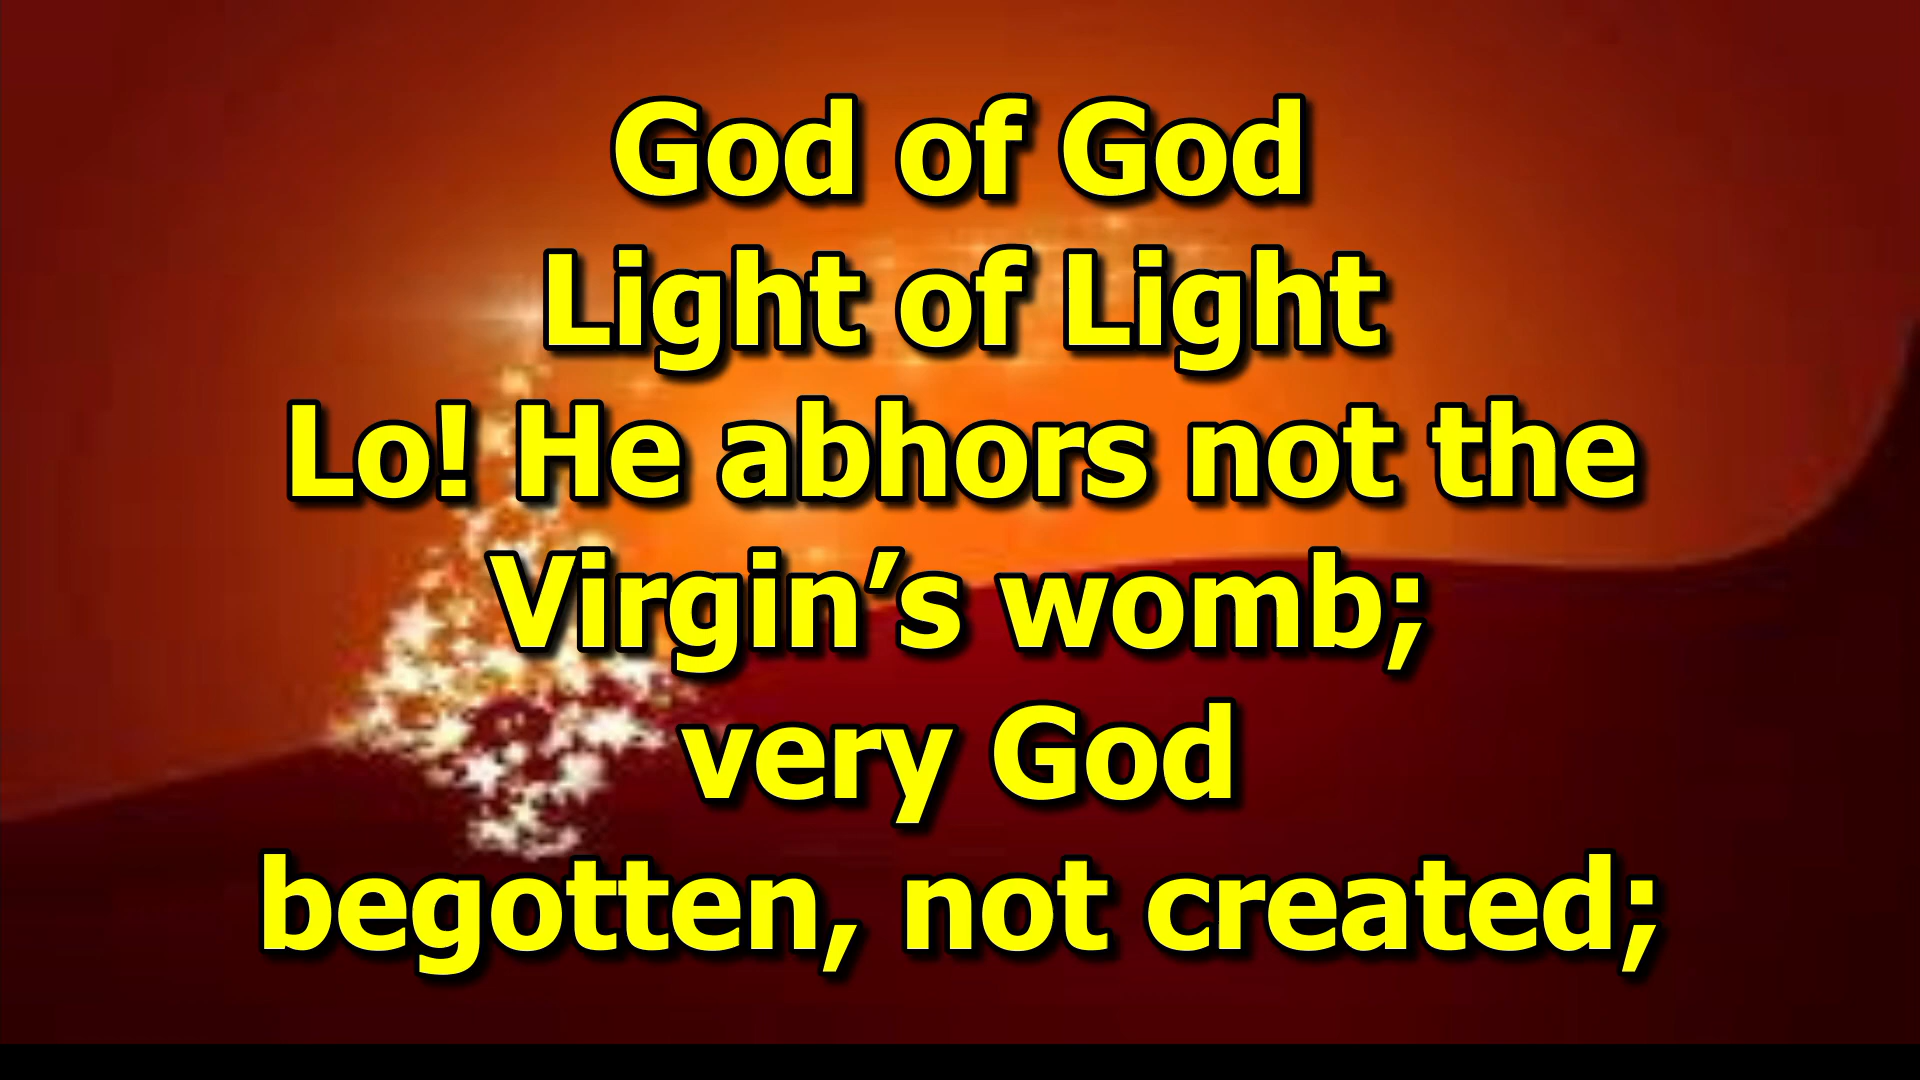 God of God
Light of Light
Lo! He abhors not the
Virgin’s womb;
very God
begotten, not created;